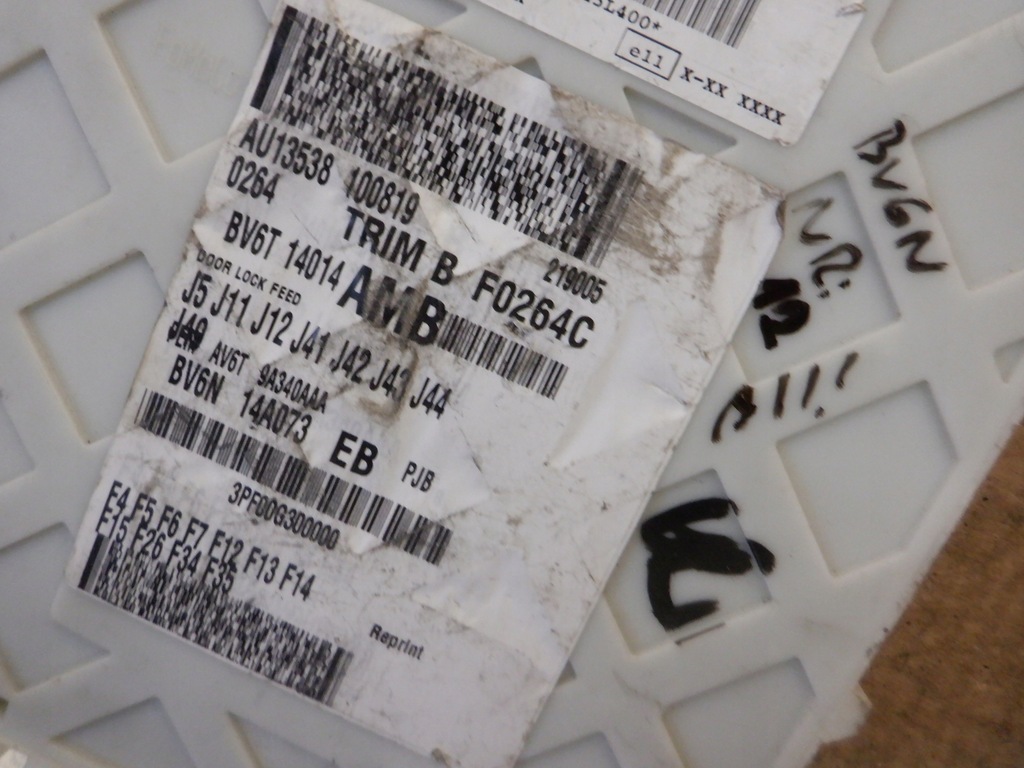 e11 X-XX XXXX
AU13538 100819 219005
0264 TRIM B F0264C
BV6T 14014 AMB
DOOR LOCK FEED
J5 J11 J12 J41 J42 J43 J44
AV6T 9A340AAA
BV6N 14A073 EB PJB
3PF00G300000
F4 F5 F6 F7 F12 F13 F14
F15 F26 F34 F35
Reprint
BV6N
12